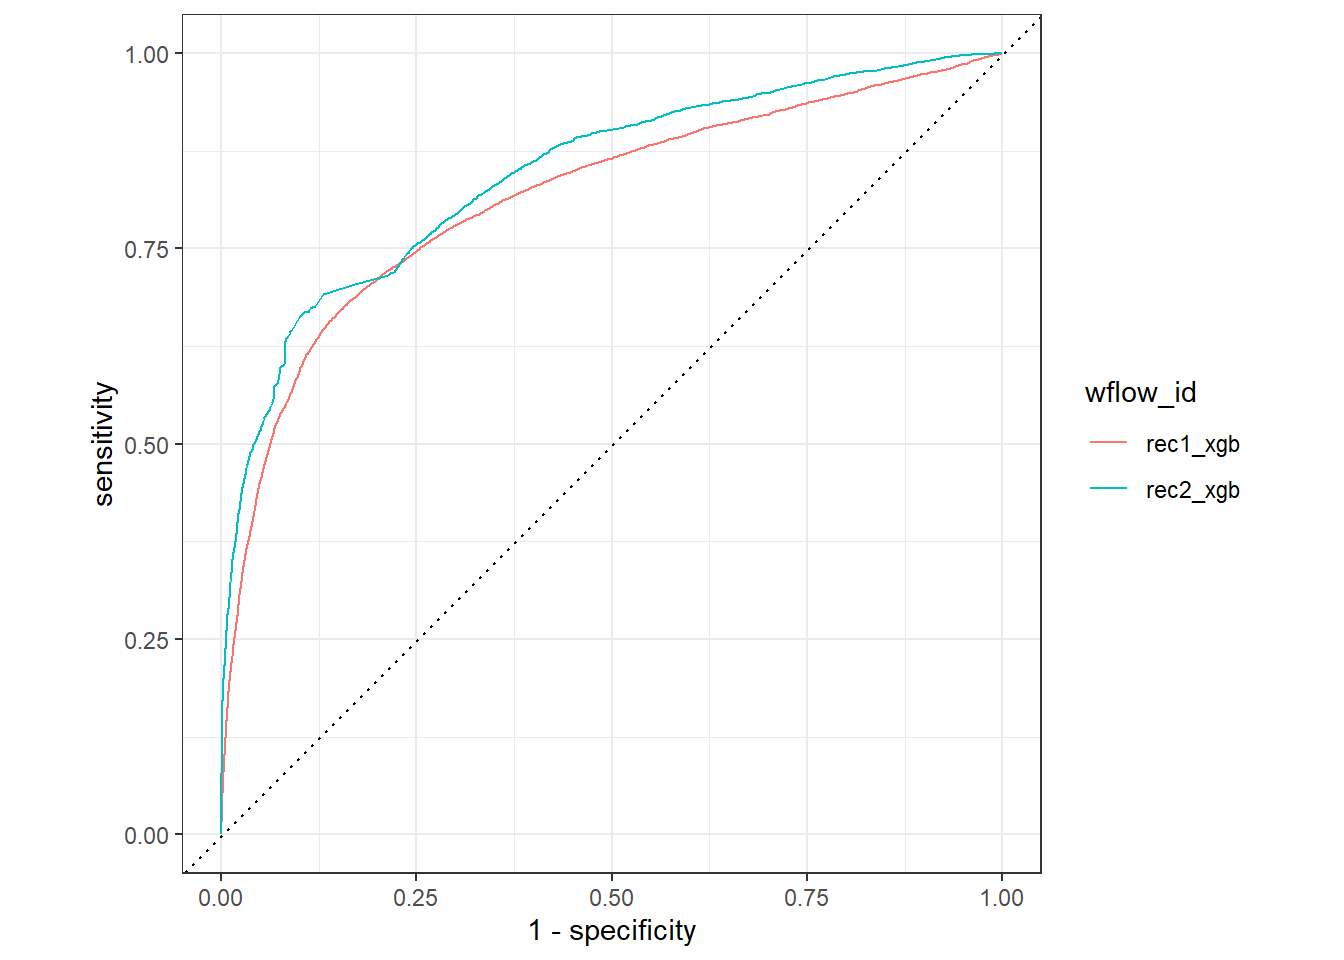 1.00
0.75
0.50
0.25
0.00
sensitivity
0.00 0.25 0.50 0.75 1.00
1 - specificity
wflow_id
rec1_xgb
rec2_xgb